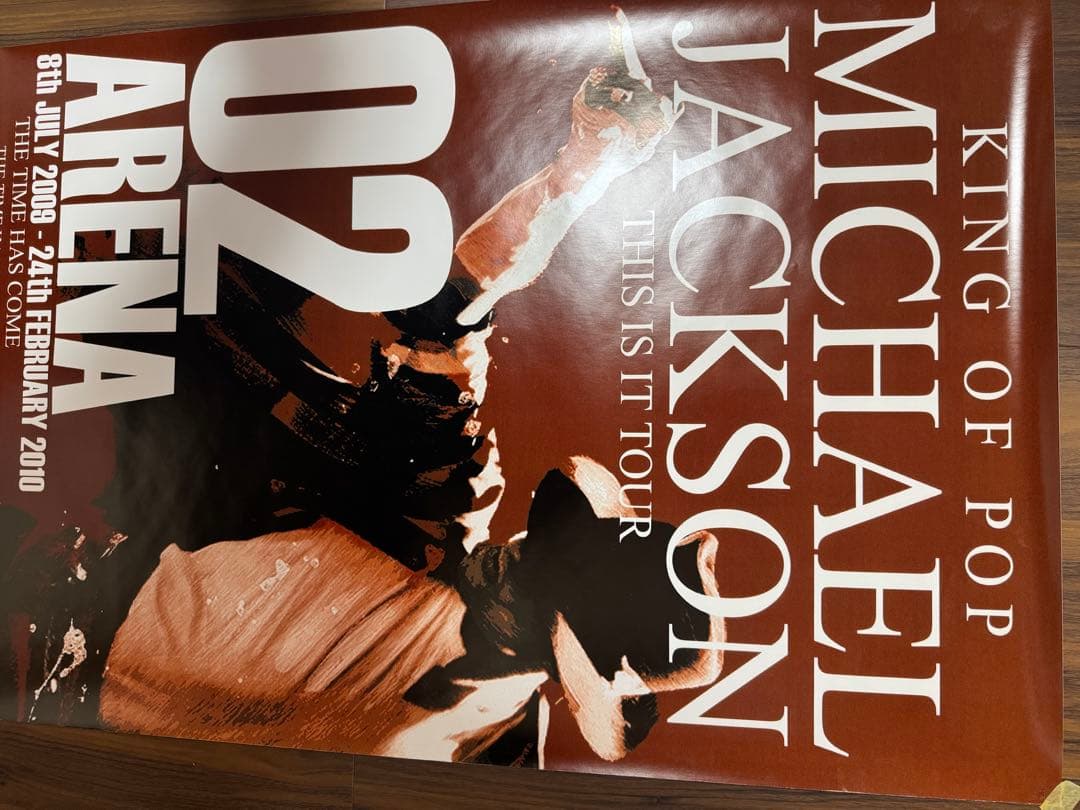 KING OF POP
MICHAEL
JACKSON
THIS IS IT TOUR
02
ARENA
8th JULY 2009 - 24th FEBRUARY 2010
THE TIME HAS COME